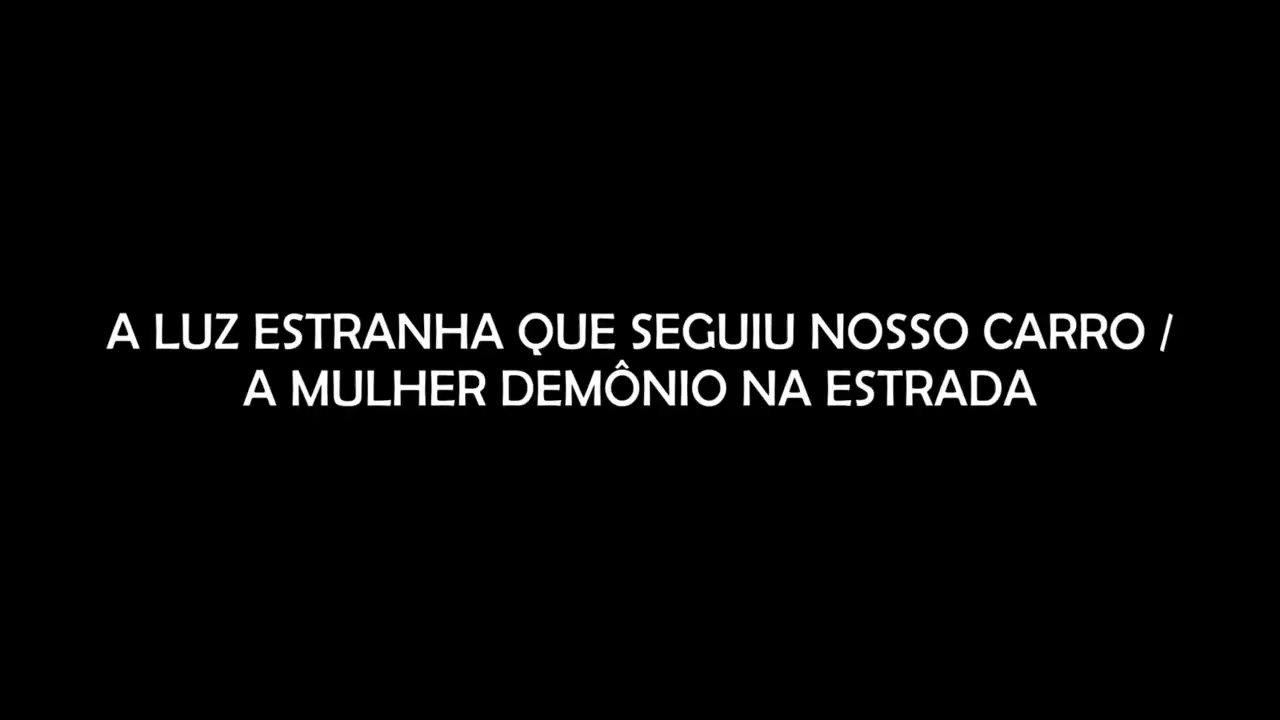 A LUZ ESTRANHA QUE SEGUIU NOSSO CARRO /
A MULHER DEMÔNIO NA ESTRADA